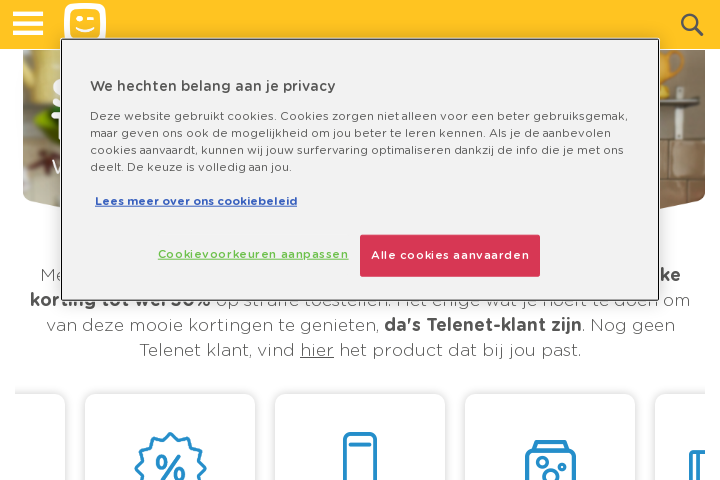 We hechten belang aan je privacy
Deze website gebruikt cookies. Cookies zorgen niet alleen voor een beter gebruiksgemak,
maar geven ons ook de mogelijkheid om jou beter te leren kennen. Als je de aanbevolen
cookies aanvaardt, kunnen wij jouw surfervaring optimaliseren dankzij de info die je met ons
deelt. De keuze is volledig aan jou.
Lees meer over ons cookiebeleid
Cookievoorkeuren aanpassen
Alle cookies aanvaarden
korting tot wel 50% op straffe toestellen. Het enige wat je hoeft te doen om
van deze mooie kortingen te genieten, da's Telenet-klant zijn. Nog geen
Telenet klant, vind hier het product dat bij jou past.
%